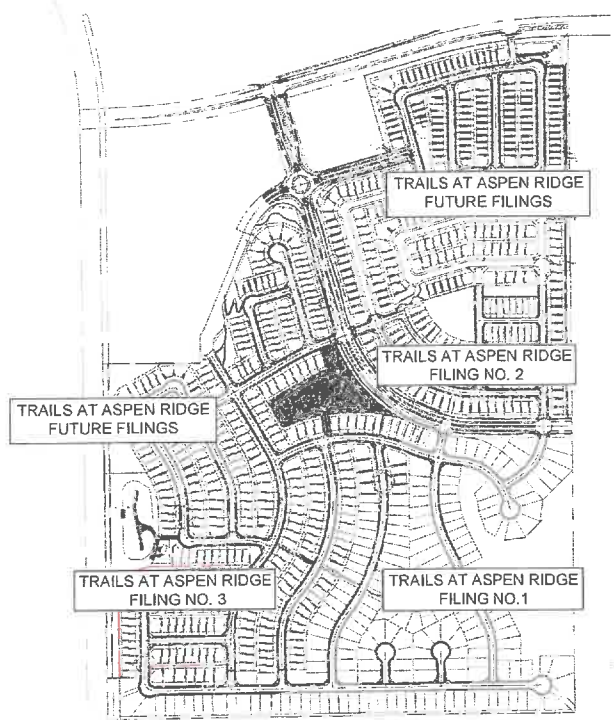 TRAILS AT ASPEN RIDGE
FUTURE FILINGS
TRAILS AT ASPEN RIDGE
FILING NO. 2
TRAILS AT ASPEN RIDGE
FUTURE FILINGS
TRAILS AT ASPEN RIDGE
FILING NO. 3
TRAILS AT ASPEN RIDGE
FILING NO.1